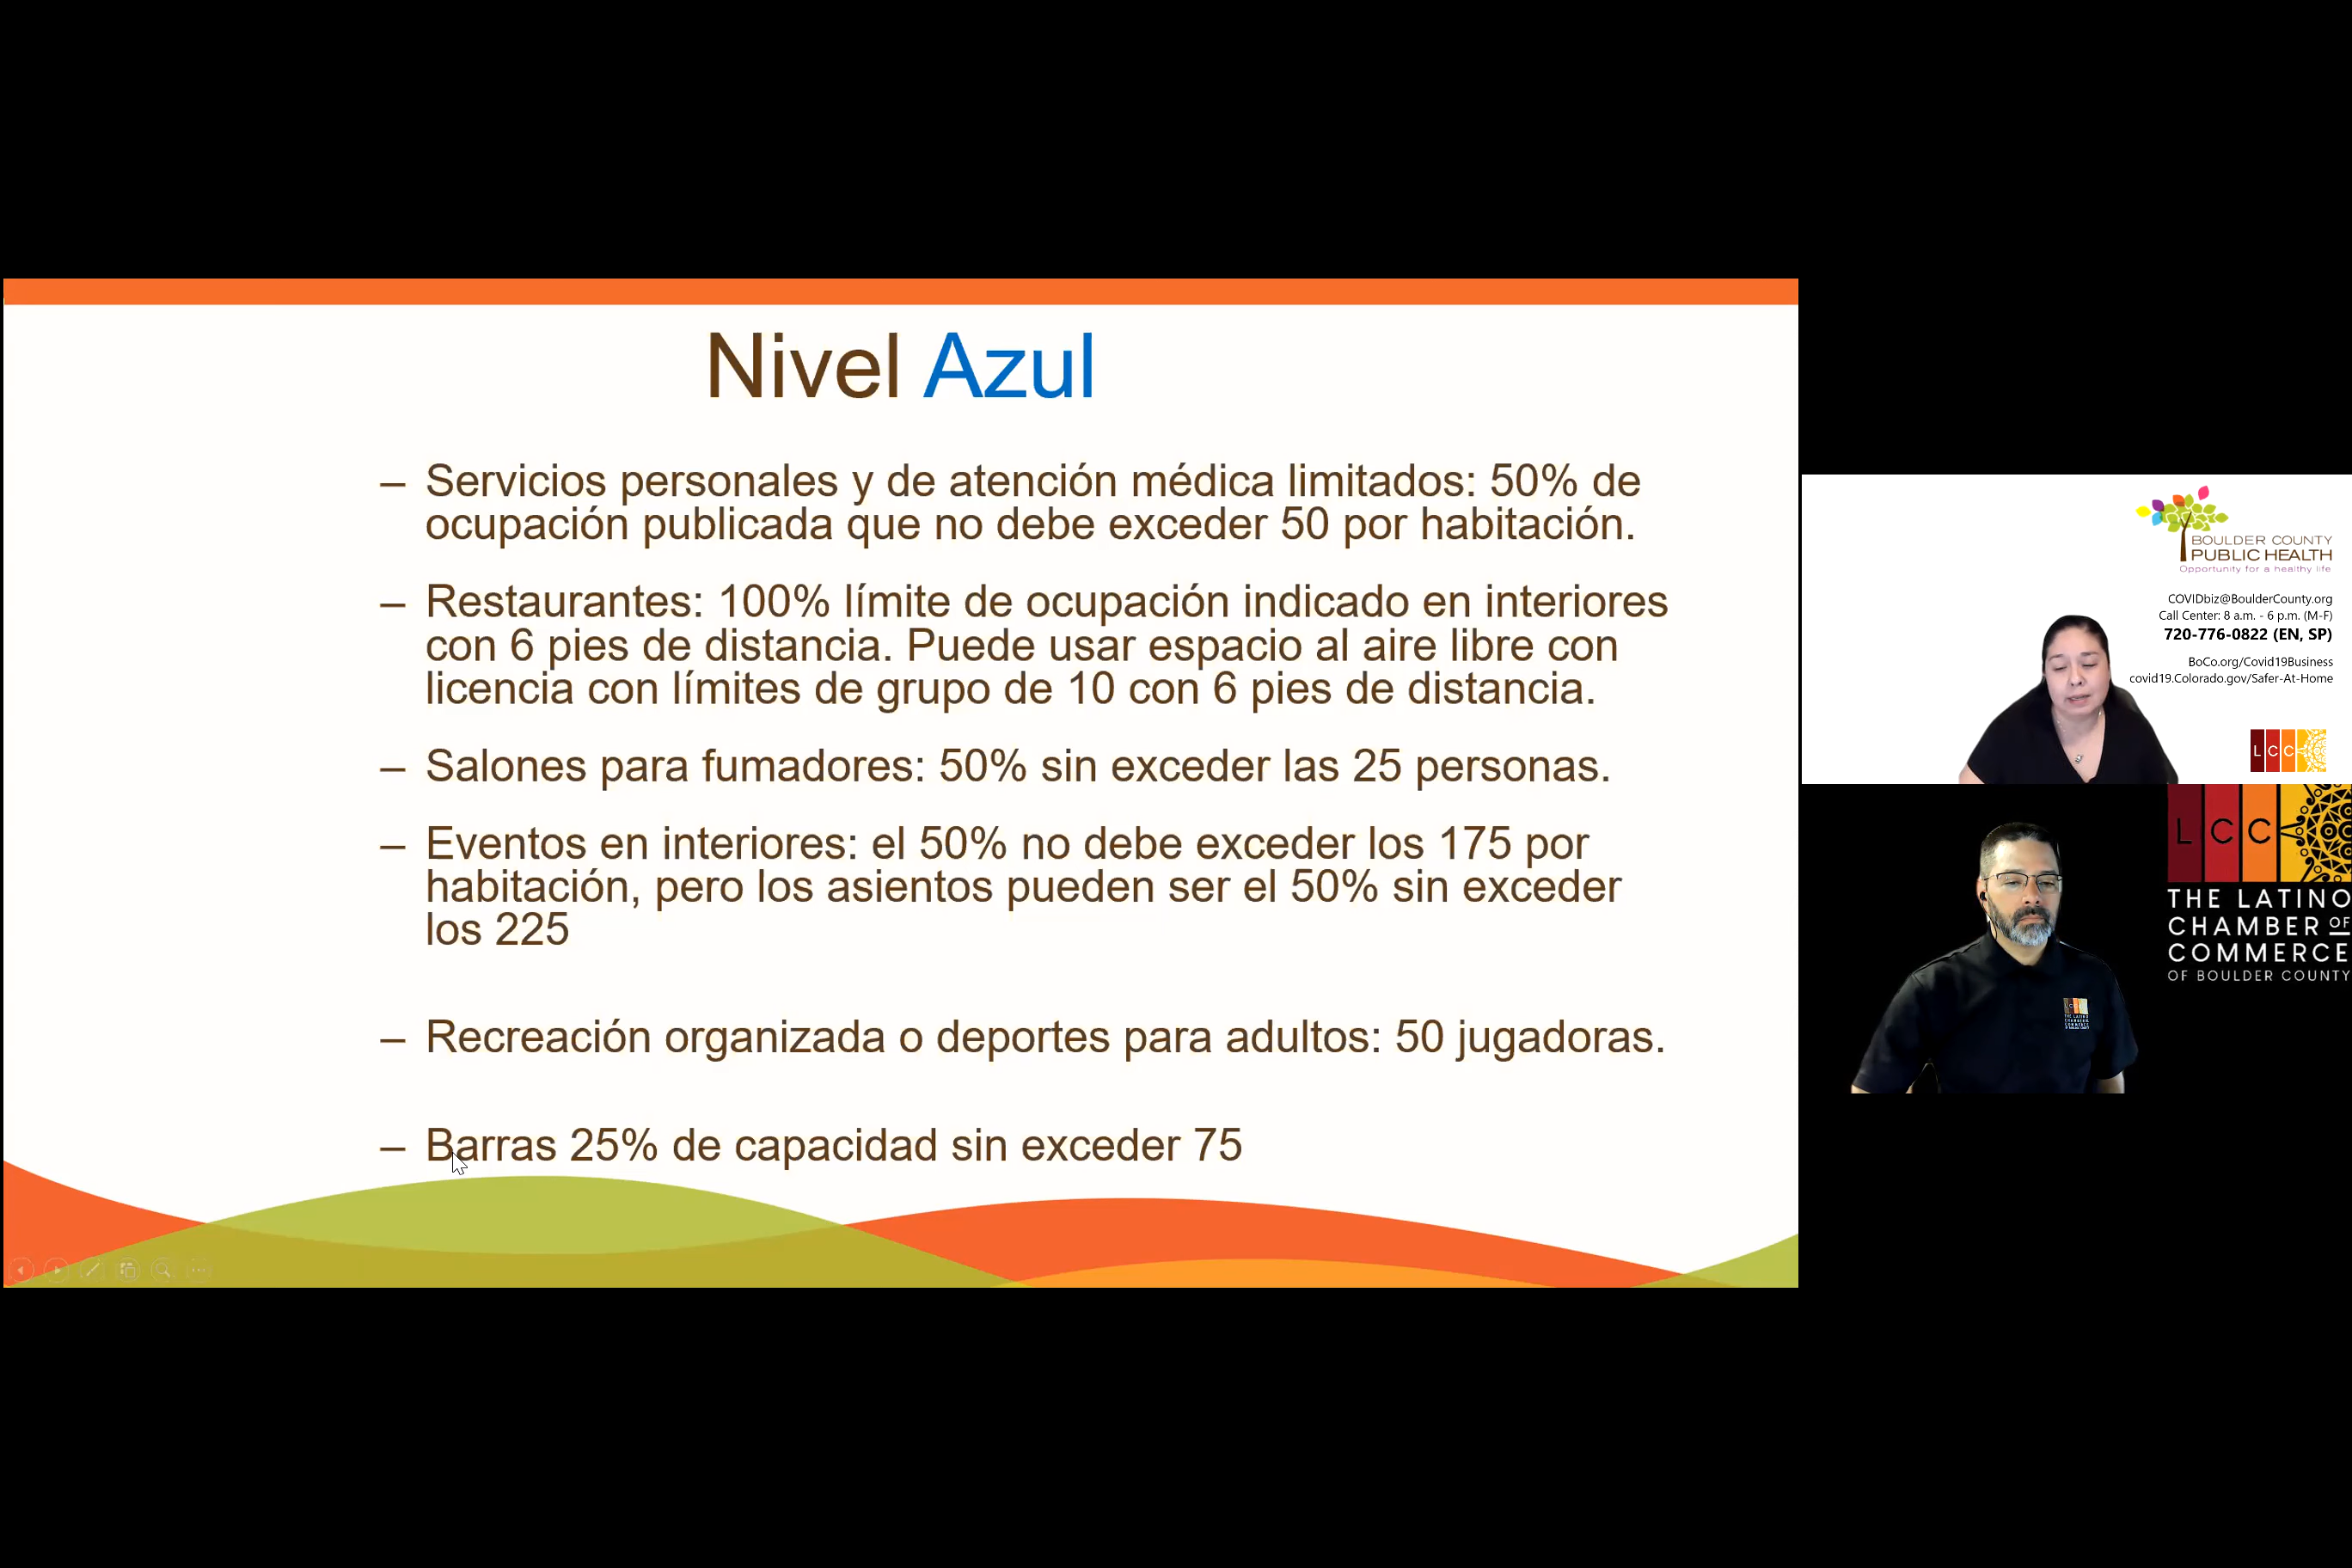 Nivel Azul
– Servicios personales y de atención médica limitados: 50% de
ocupación publicada que no debe exceder 50 por habitación.
– Restaurantes: 100% límite de ocupación indicado en interiores
con 6 pies de distancia. Puede usar espacio al aire libre con
licencia con límites de grupo de 10 con 6 pies de distancia.
– Salones para fumadores: 50% sin exceder las 25 personas.
– Eventos en interiores: el 50% no debe exceder los 175 por
habitación, pero los asientos pueden ser el 50% sin exceder
los 225
– Recreación organizada o deportes para adultos: 50 jugadoras.
– Barras 25% de capacidad sin exceder 75
BOULDER COUNTY
PUBLIC HEALTH
Opportunity for a healthy life
COVIDbiz@BoulderCounty.org
Call Center: 8 a.m. - 6 p.m. (M-F)
720-776-0822 (EN, SP)
BoCo.org/Covid19Business
covid19.Colorado.gov/Safer-At-Home
LCC
LCC
THE LATINO
CHAMBER OF
COMMERCE
OF BOULDER COUNTY